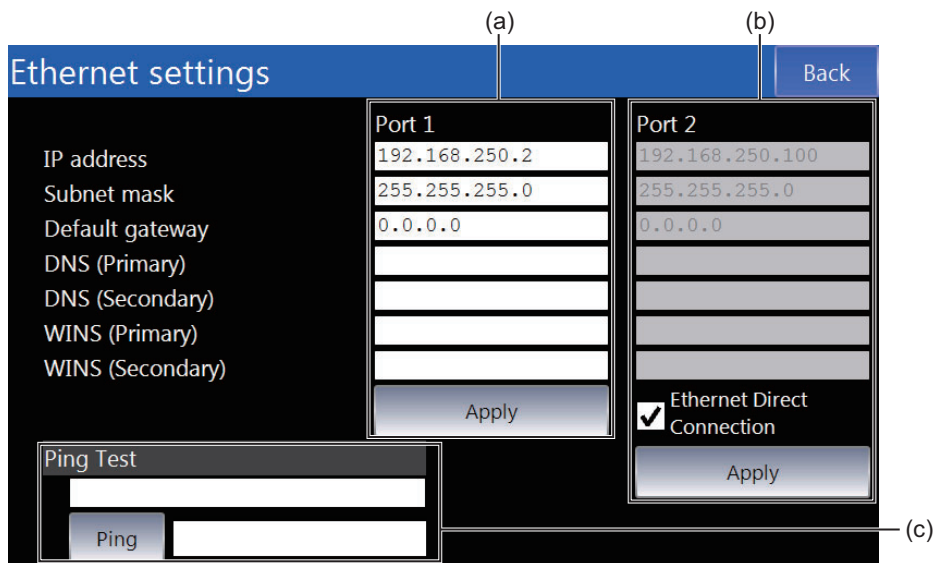 (a) (b)
Ethernet settings Back
Port 1 Port 2
IP address 192.168.250.2 192.168.250.100
Subnet mask 255.255.255.0 255.255.255.0
Default gateway 0.0.0.0 0.0.0.0
DNS (Primary)
DNS (Secondary)
WINS (Primary)
WINS (Secondary)
Apply Ethernet Direct
Connection
Ping Test Apply
Ping (c)